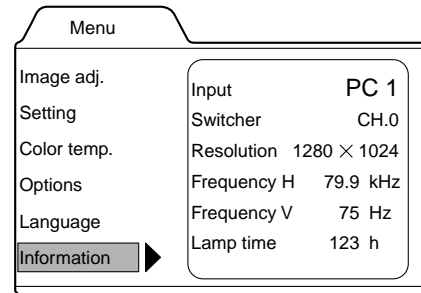 Menu
Image adj.
Setting
Color temp.
Options
Language
Information
Input PC 1
Switcher CH.0
Resolution 1280 × 1024
Frequency H 79.9 kHz
Frequency V 75 Hz
Lamp time 123 h